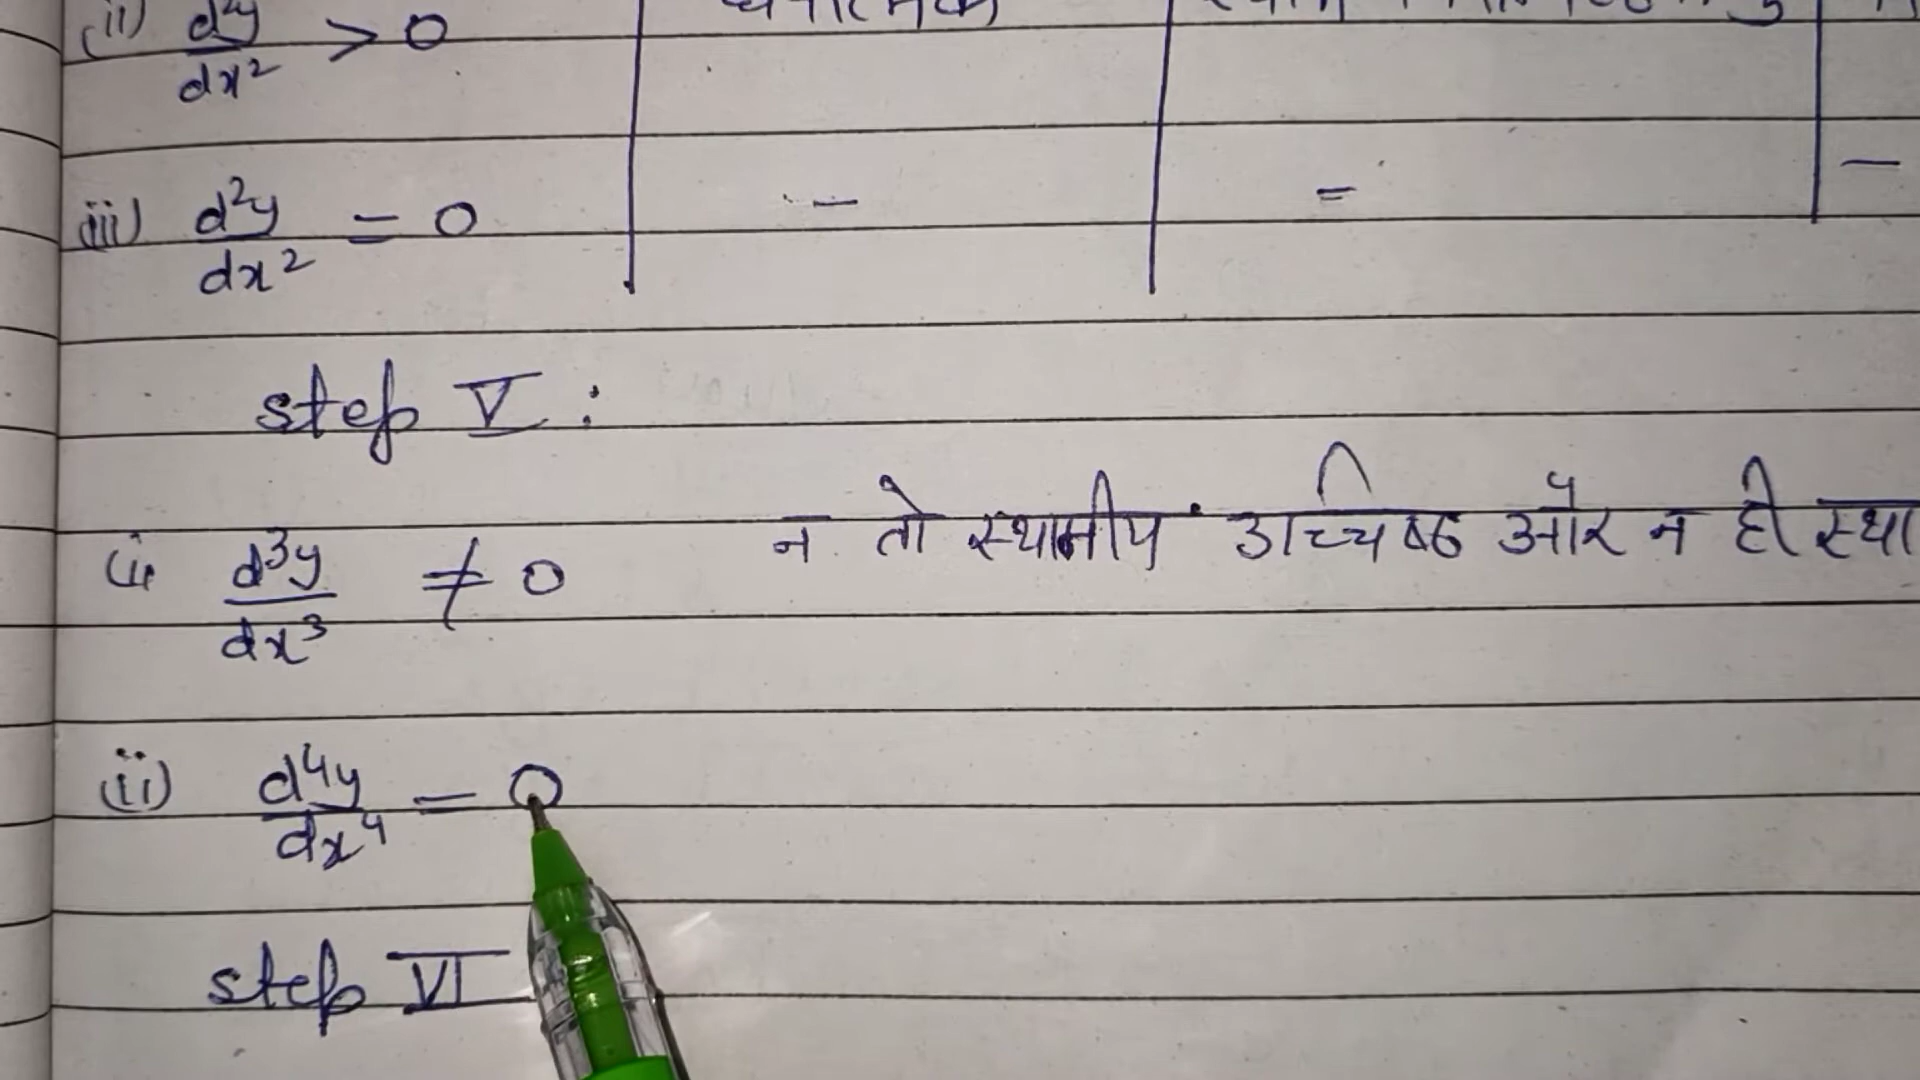 (ii) d²y/dx² > 0
(iii) d²y/dx² = 0 - = -
step V :
(i) d³y/dx³ ≠ 0 न तो स्थानीय उच्चिष्ठ और न ही स्था
(ii) d⁴y/dx⁴ = 0
step VI